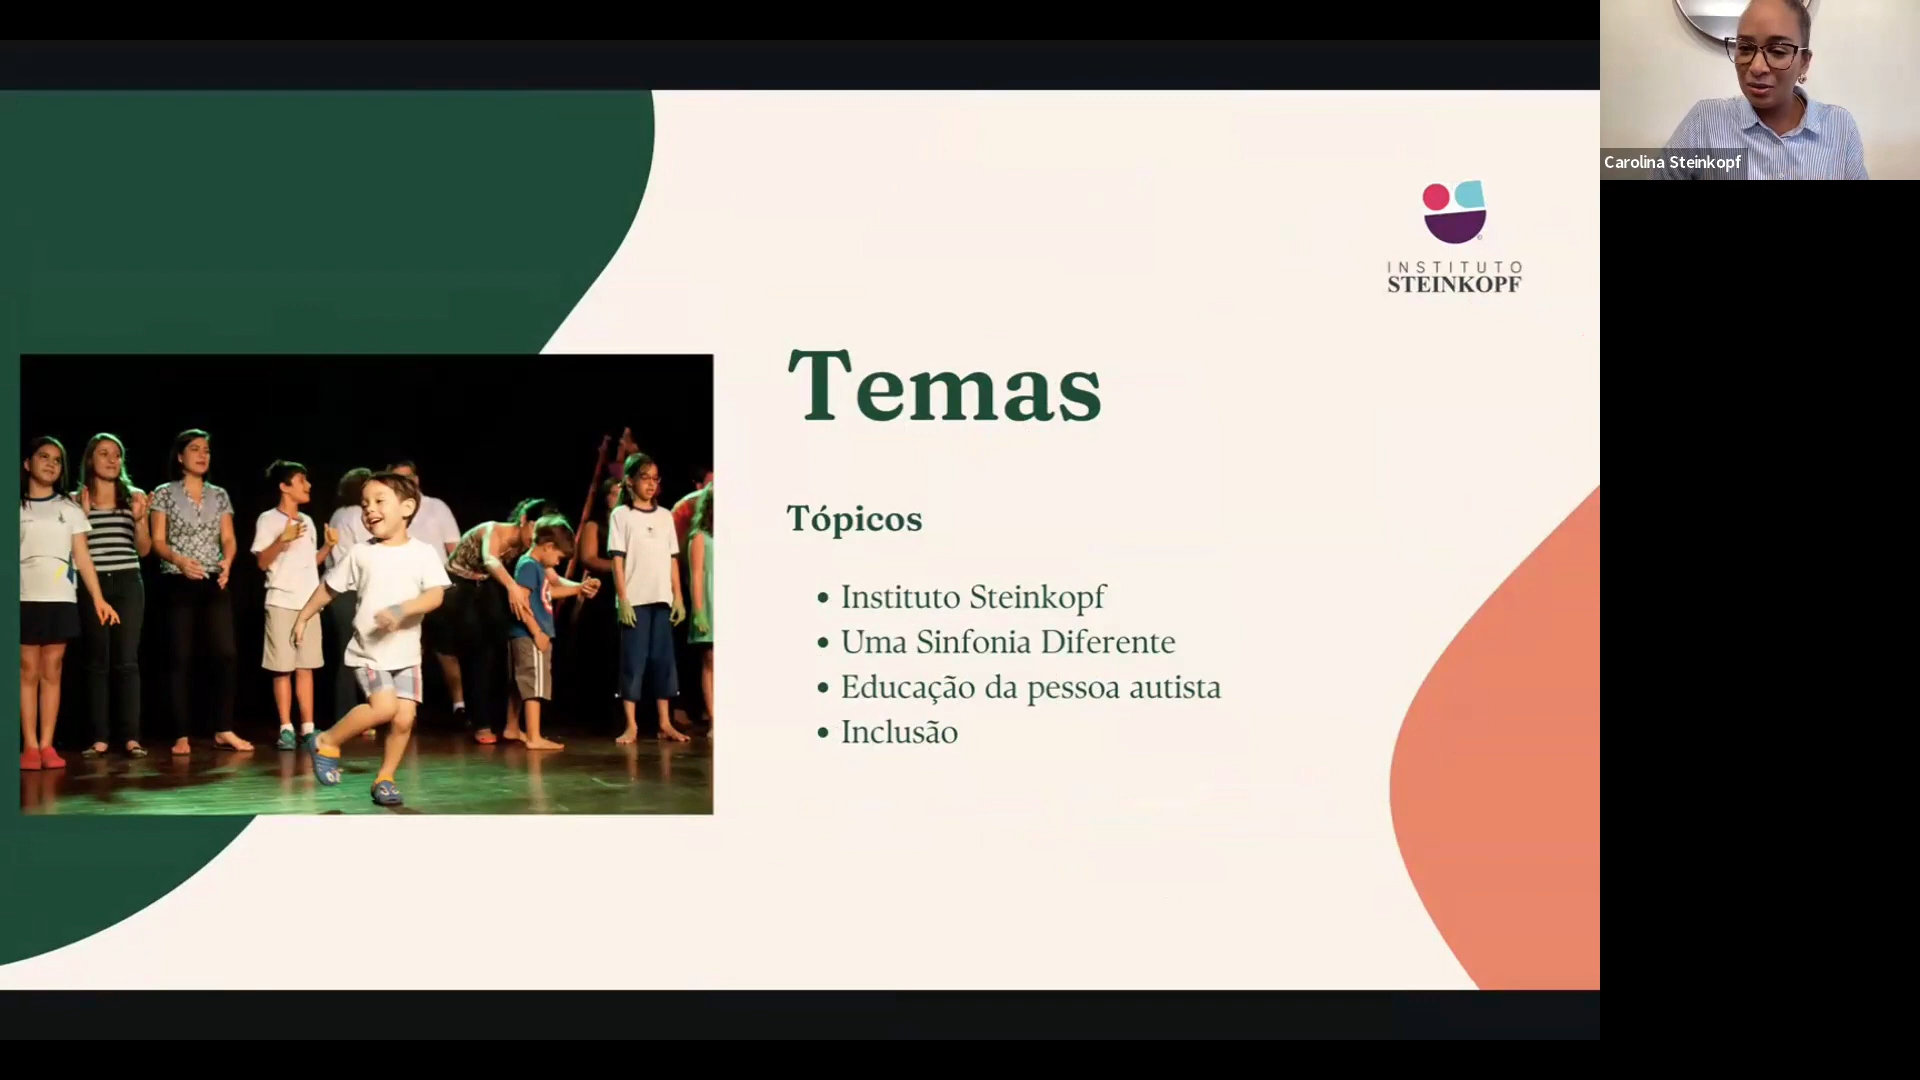 Carolina Steinkopf
INSTITUTO
STEINKOPF
Temas
Tópicos
• Instituto Steinkopf
• Uma Sinfonia Diferente
• Educação da pessoa autista
• Inclusão